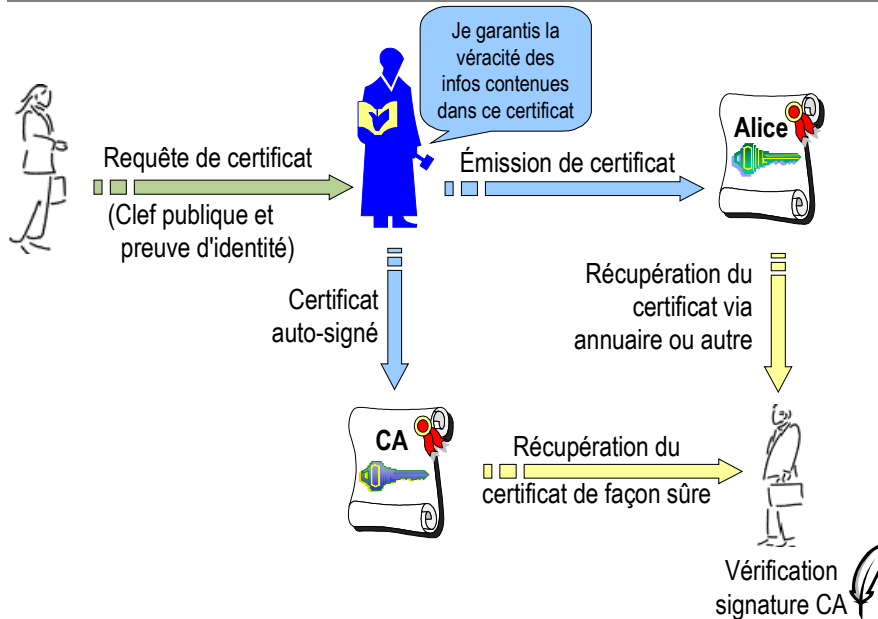 Je garantis la
véracité des
infos contenues
dans ce certificat
Alice
Requête de certificat
(Clef publique et
preuve d'identité)
Émission de certificat
Certificat
auto-signé
Récupération du
certificat via
annuaire ou autre
CA
Récupération du
certificat de façon sûre
Vérification
signature CA